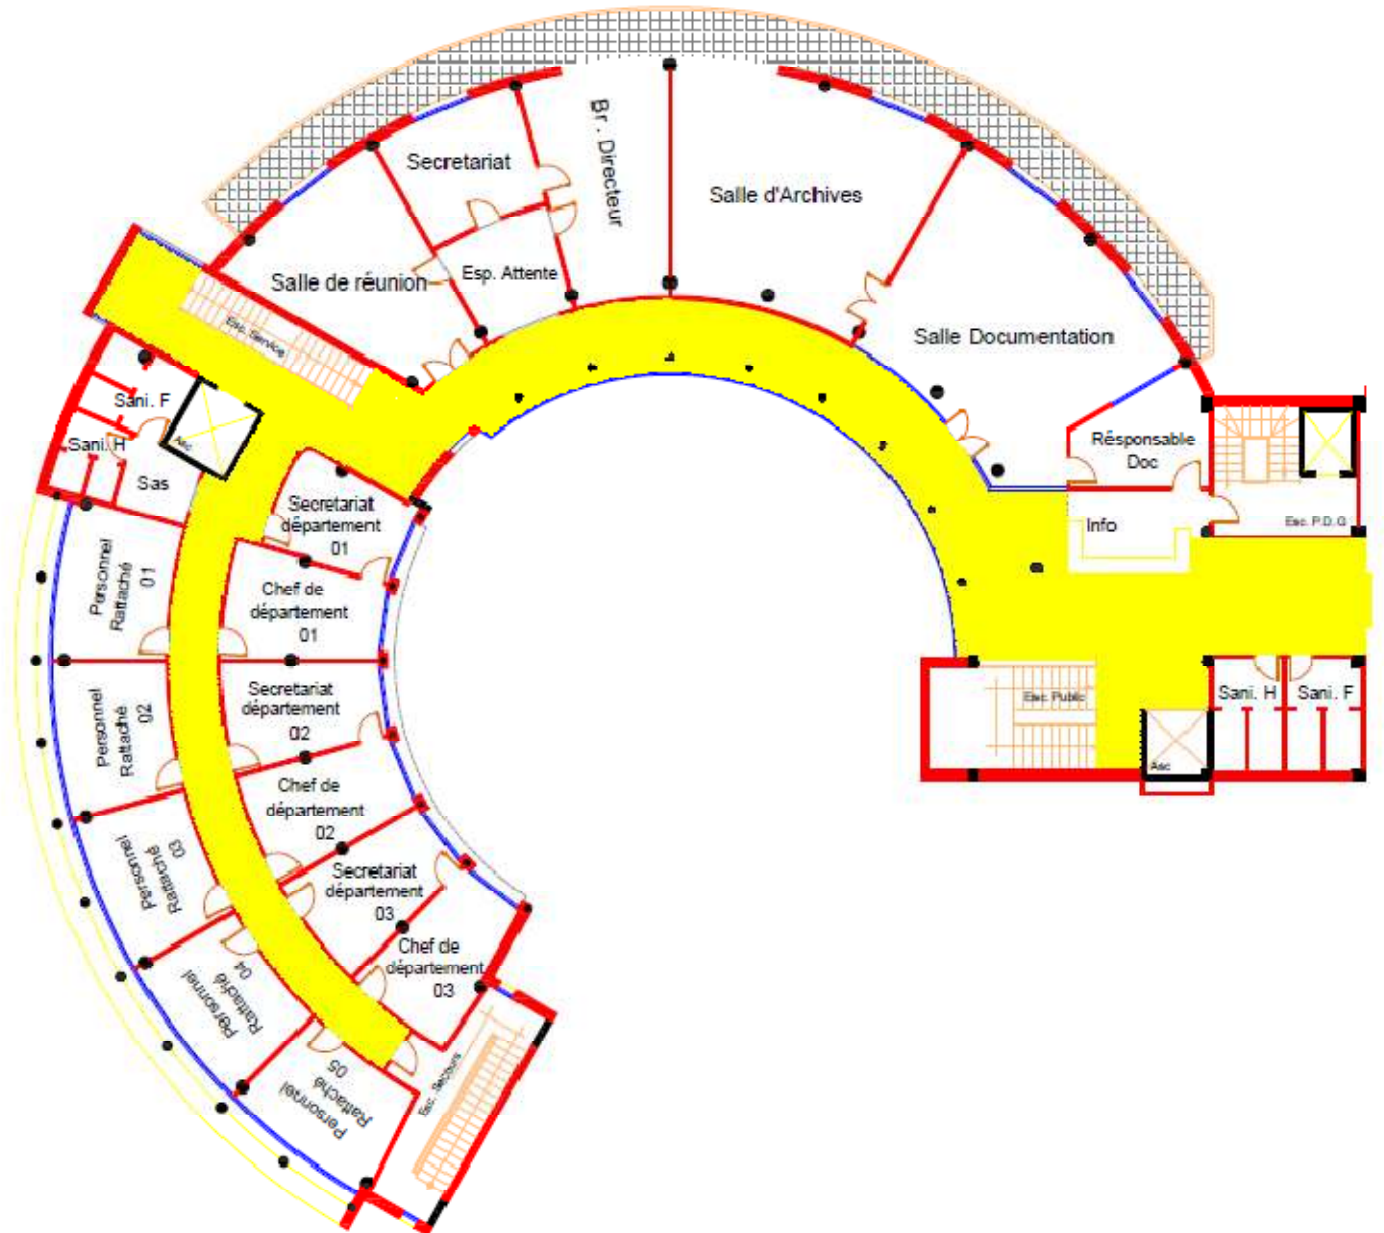 Br . Directeur
Secretariat
Salle d'Archives
Salle de réunion
Esp. Attente
Esc. Service
Salle Documentation
Sani. F
Asc
Sani. H
Sas
Résponsable
Doc
Info
Esc. P.D.G
Secretariat
département
01
Personnel
Rattaché
01
Chef de
département
01
Secretariat
département
02
Personnel
Rattaché
02
Esc. Public
Sani. H
Sani. F
Asc
Chef de
département
02
Personnel
Rattaché
03
Secretariat
département
03
Chef de
département
03
Personnel
Rattaché
04
Personnel
Rattaché
05
Esc. Secours